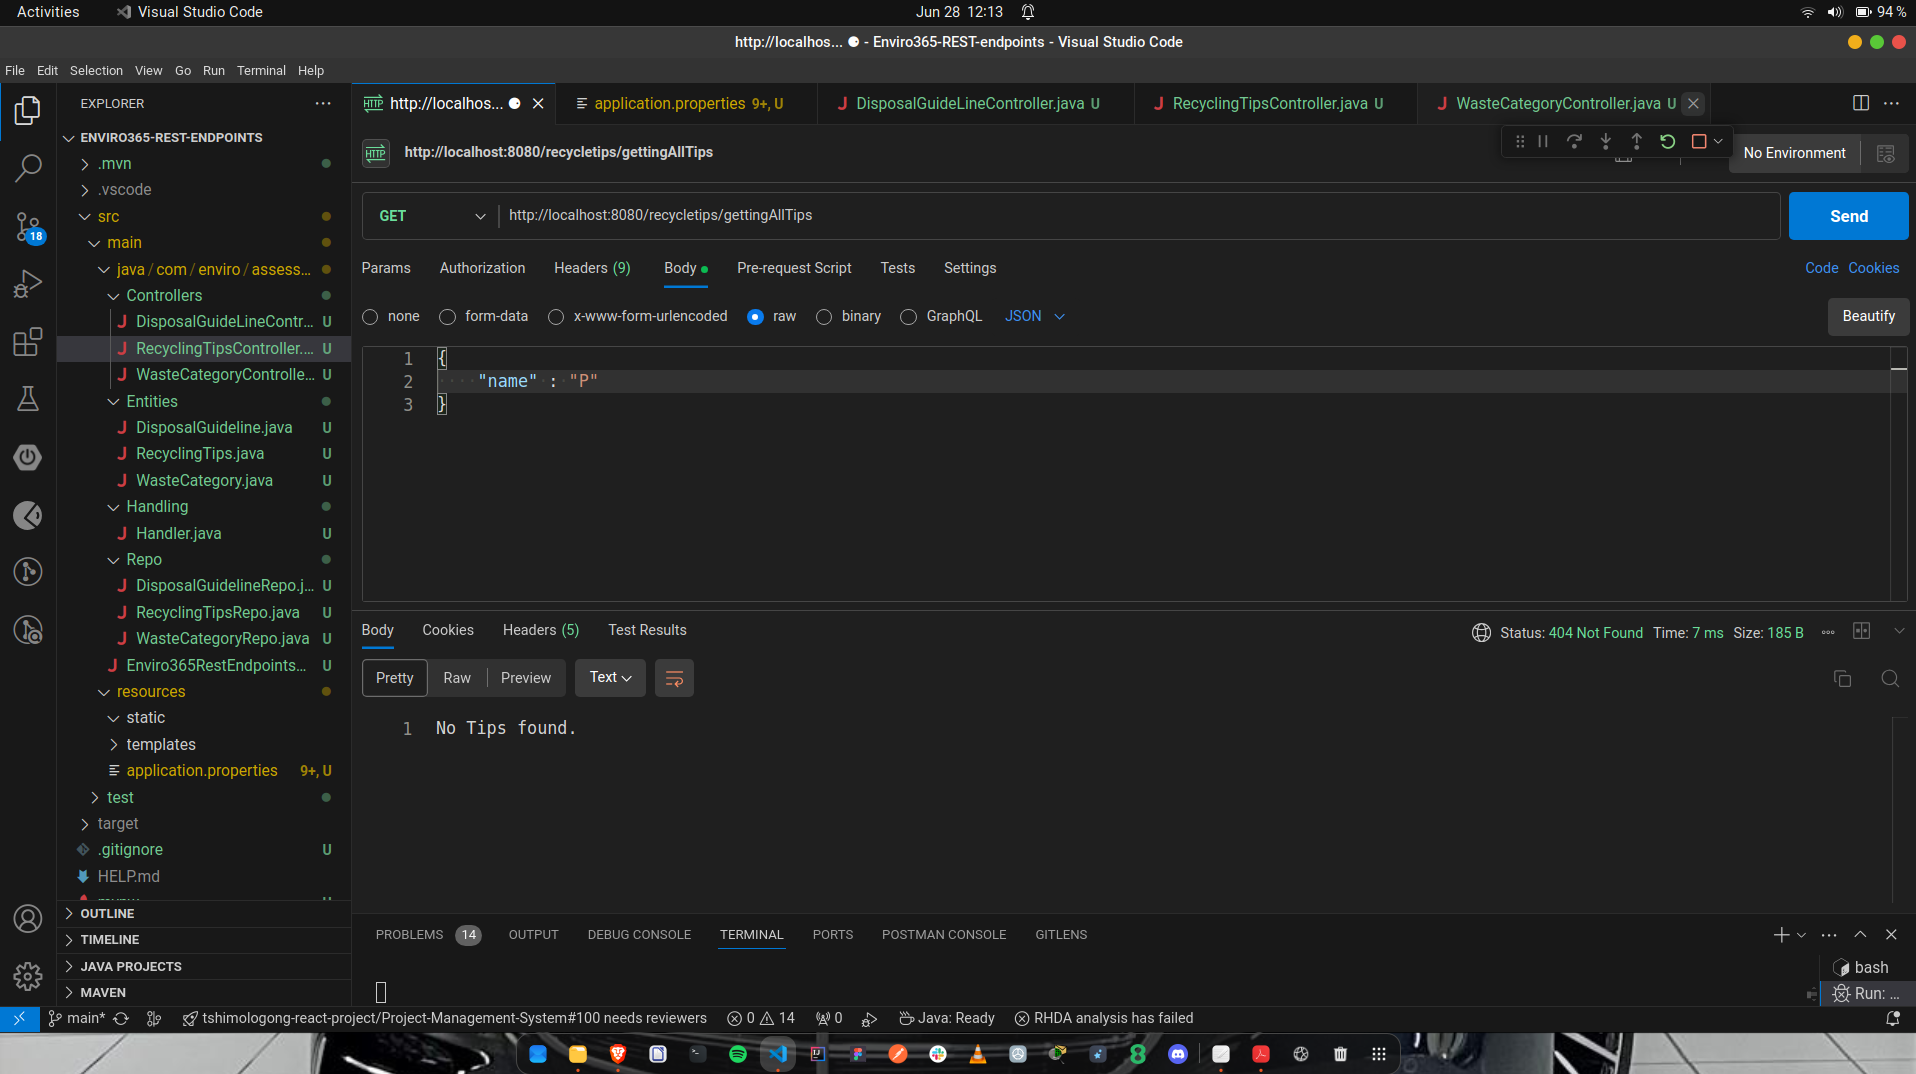 Activities Visual Studio Code Jun 28 12:13 94 %
http://localhos... ● - Enviro365-REST-endpoints - Visual Studio Code
File Edit Selection View Go Run Terminal Help
EXPLORER
ENVIRO365-REST-ENDPOINTS
.mvn
.vscode
src
main
java / com / enviro / assess...
Controllers
DisposalGuideLineContr... U
RecyclingTipsController.... U
WasteCategoryControlle... U
Entities
DisposalGuideline.java U
RecyclingTips.java U
WasteCategory.java U
Handling
Handler.java U
Repo
DisposalGuidelineRepo.j... U
RecyclingTipsRepo.java U
WasteCategoryRepo.java U
Enviro365RestEndpoints... U
resources
static
templates
application.properties 9+, U
test
target
.gitignore U
HELP.md
OUTLINE
TIMELINE
JAVA PROJECTS
MAVEN
18
HTTP http://localhos... application.properties 9+, U DisposalGuideLineController.java U RecyclingTipsController.java U WasteCategoryController.java U
HTTP http://localhost:8080/recycletips/gettingAllTips No Environment
GET http://localhost:8080/recycletips/gettingAllTips Send
Params Authorization Headers (9) Body Pre-request Script Tests Settings Code Cookies
none form-data x-www-form-urlencoded raw binary GraphQL JSON Beautify
1 {
2 "name" : "P"
3 }
Body Cookies Headers (5) Test Results Status: 404 Not Found Time: 7 ms Size: 185 B
Pretty Raw Preview Text
1 No Tips found.
PROBLEMS 14 OUTPUT DEBUG CONSOLE TERMINAL PORTS POSTMAN CONSOLE GITLENS
bash
Run: ...
main* tshimologong-react-project/Project-Management-System#100 needs reviewers 0 14 0 Java: Ready RHDA analysis has failed